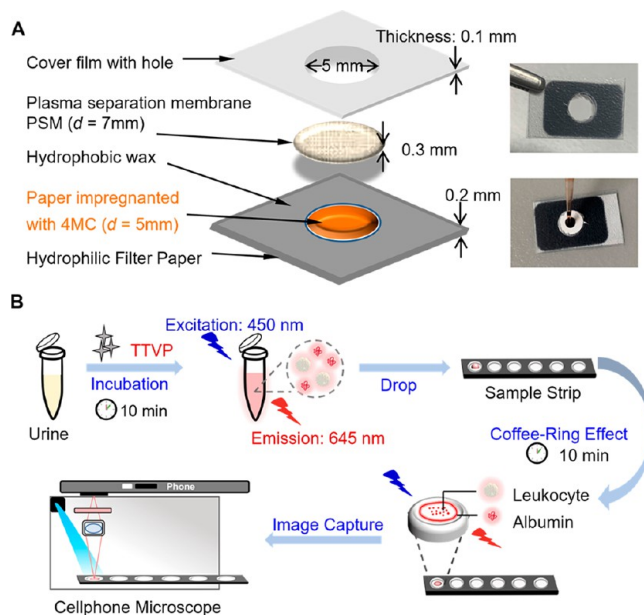 A
Thickness: 0.1 mm
Cover film with hole
5 mm
Plasma separation membrane
PSM (d = 7mm)
0.3 mm
Hydrophobic wax
Paper impregnanted
with 4MC (d = 5mm)
0.2 mm
Hydrophilic Filter Paper
B
Excitation: 450 nm
TTVP
Incubation
10 min
Urine
Emission: 645 nm
Drop
Sample Strip
Coffee-Ring Effect
10 min
Leukocyte
Albumin
Image Capture
Phone
Cellphone Microscope